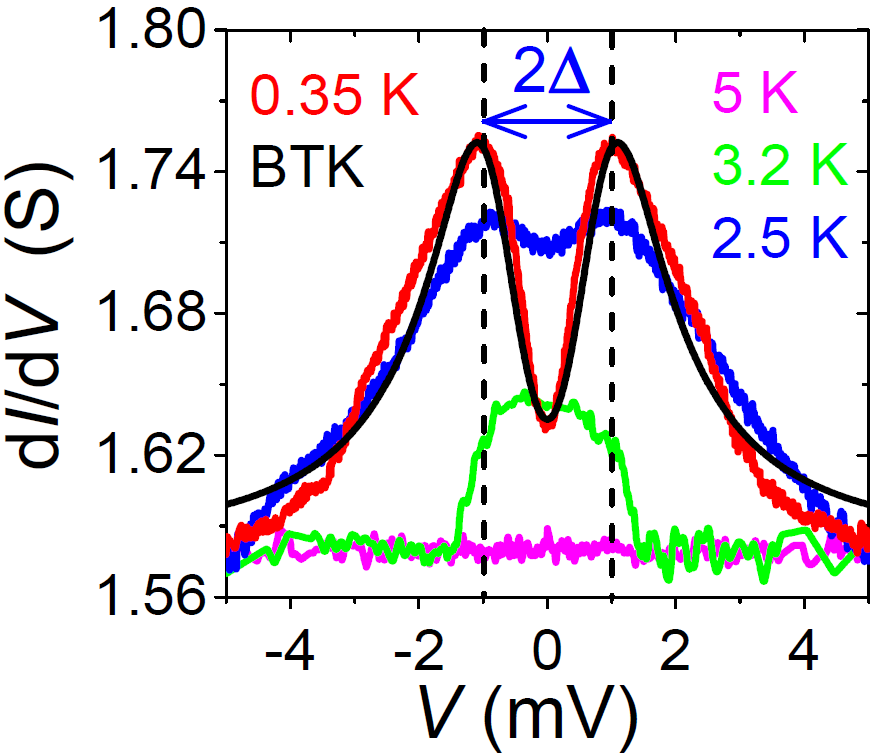 1.80
2Δ
0.35 K
5 K
BTK
3.2 K
2.5 K
1.74
1.68
1.62
1.56
dI/dV (S)
-4 -2 0 2 4
V (mV)